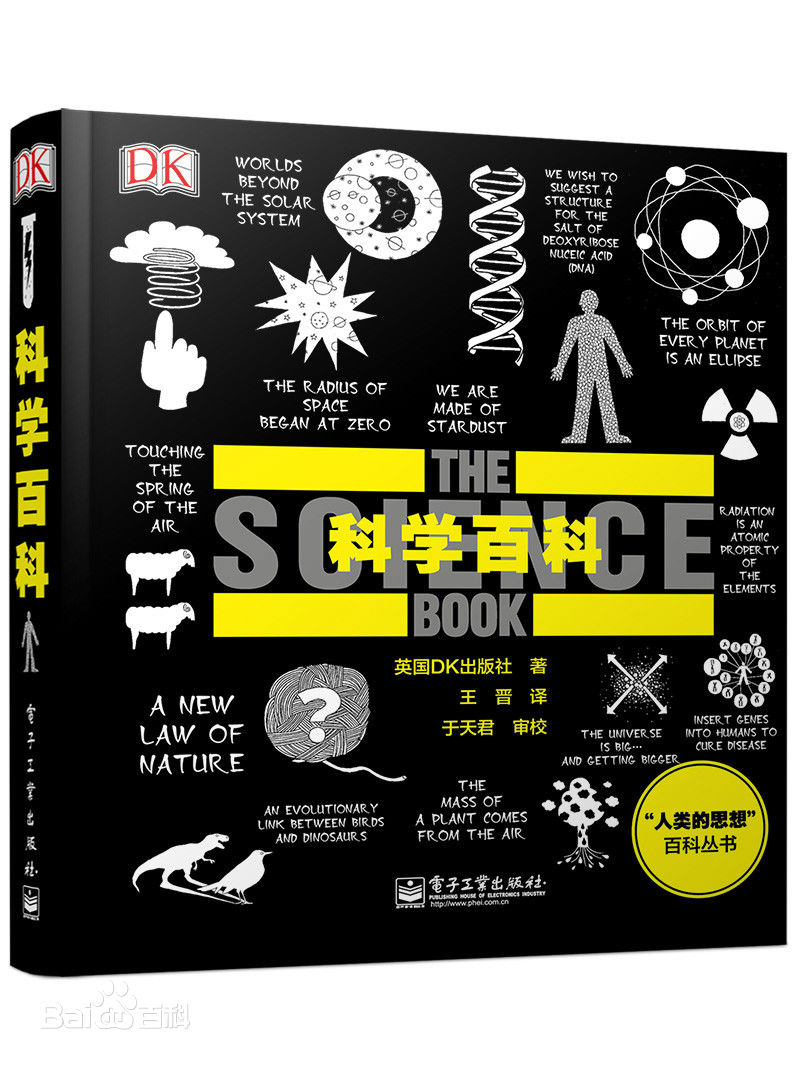 DK
科学百科
電子工業出版社
DK
WORLDS
BEYOND
THE SOLAR
SYSTEM
WE WISH TO
SUGGEST A
STRUCTURE
FOR THE
SALT OF
DEOXYRIBOSE
NUCEIC ACID
(DNA)
THE ORBIT OF
EVERY PLANET
IS AN ELLIPSE
THE RADIUS OF
SPACE
BEGAN AT ZERO
WE ARE
MADE OF
STARDUST
TOUCHING
THE
SPRING
OF THE
AIR
THE
SCIENCE
科学百科
BOOK
RADIATION
IS AN
ATOMIC
PROPERTY
OF
THE
ELEMENTS
英国DK出版社 著
王 晋 译
于天君 审校
A NEW
LAW OF
NATURE
?
THE UNIVERSE
IS BIG...
AND GETTING BIGGER
INSERT GENES
INTO HUMANS TO
CURE DISEASE
AN EVOLUTIONARY
LINK BETWEEN BIRDS
AND DINOSAURS
THE
MASS OF
A PLANT COMES
FROM THE AIR
“人类的思想”
百科丛书
電子工業出版社
PUBLISHING HOUSE OF ELECTRONICS INDUSTRY
http://www.phei.com.cn
Bai百科